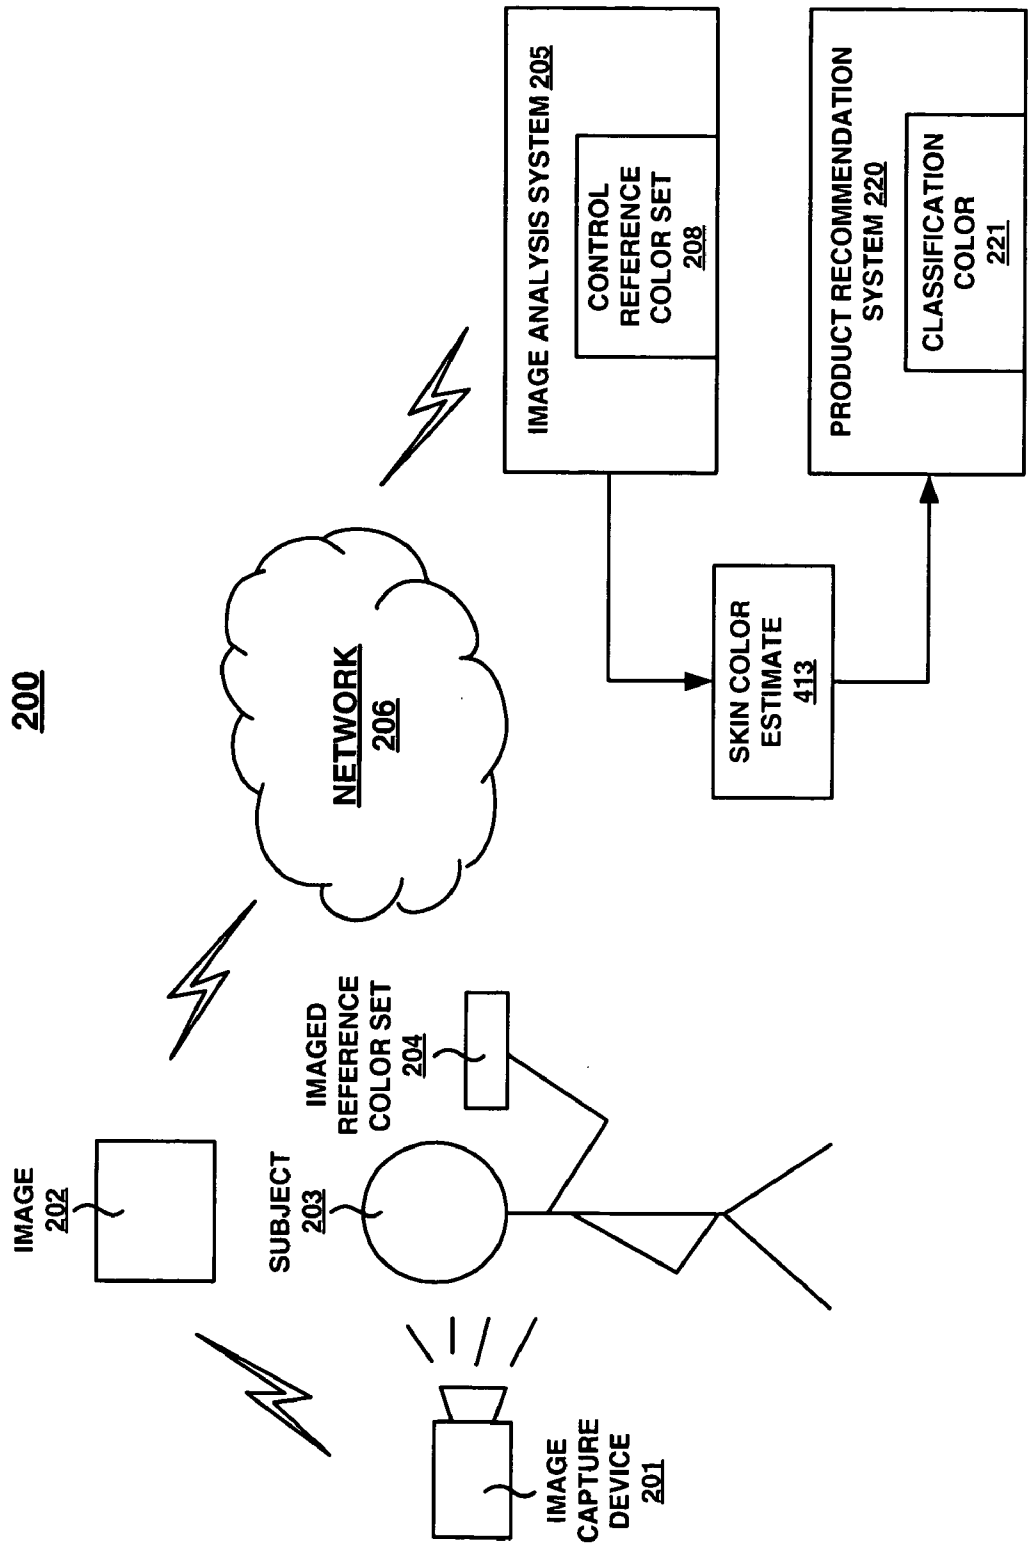 200
IMAGE
202
SUBJECT
203
IMAGED
REFERENCE
COLOR SET
204
IMAGE
CAPTURE
DEVICE
201
NETWORK
206
IMAGE ANALYSIS SYSTEM 205
CONTROL
REFERENCE
COLOR SET
208
SKIN COLOR
ESTIMATE
413
PRODUCT RECOMMENDATION
SYSTEM 220
CLASSIFICATION
COLOR
221